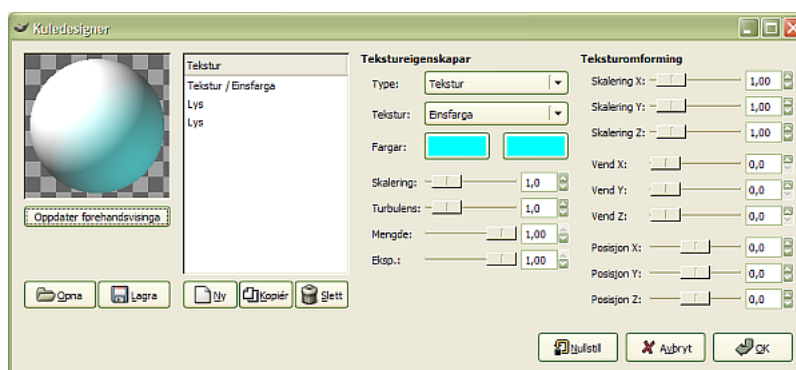 Kuledesigner
Oppdater førehandsvisinga
Opna
Lagra
Tekstur
Tekstur / Einsfarga
Lys
Lys
Ny
Kopiér
Slett
Tekstureigenskapar
Type: Tekstur
Tekstur: Einsfarga
Fargar:
Skalering: 1,0
Turbulens: 1,0
Mengde: 1,00
Eksp.: 1,00
Teksturomforming
Skalering X: 1,00
Skalering Y: 1,00
Skalering Z: 1,00
Vend X: 0,0
Vend Y: 0,0
Vend Z: 0,0
Posisjon X: 0,0
Posisjon Y: 0,0
Posisjon Z: 0,0
Nullstil
Avbryt
OK